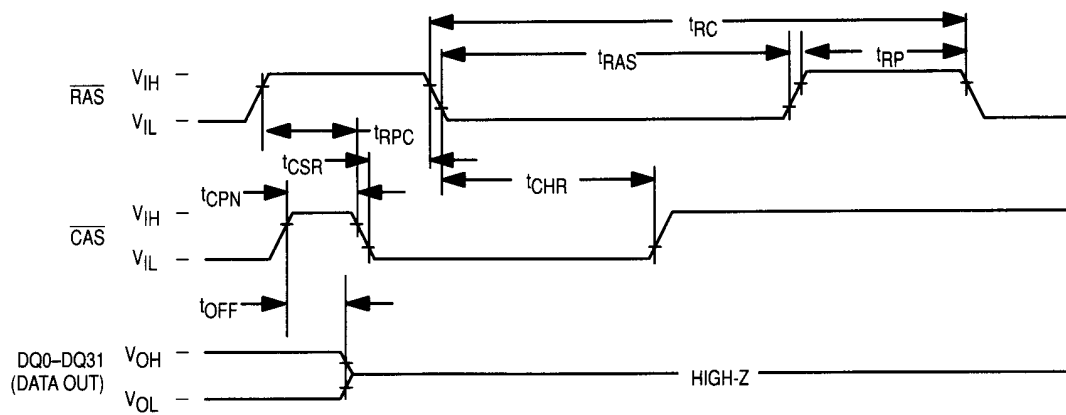 tRC
tRAS
tRP
RAS
VIH
VIL
tRPC
tCSR
tCHR
tCPN
CAS
VIH
VIL
tOFF
DQ0–DQ31
(DATA OUT)
VOH
VOL
HIGH-Z